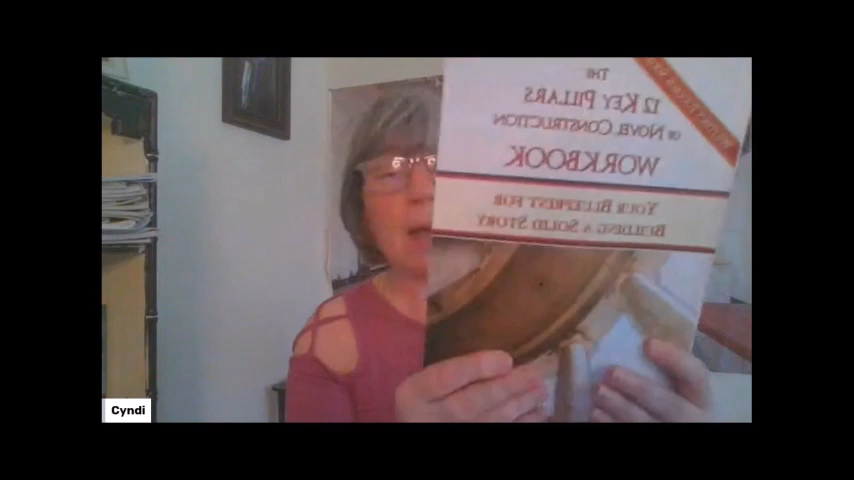 THE
12 KEY PILLARS
OF NOVEL CONSTRUCTION
WORKBOOK
YOUR BLUEPRINT FOR
BUILDING A SOLID STORY
Cyndi